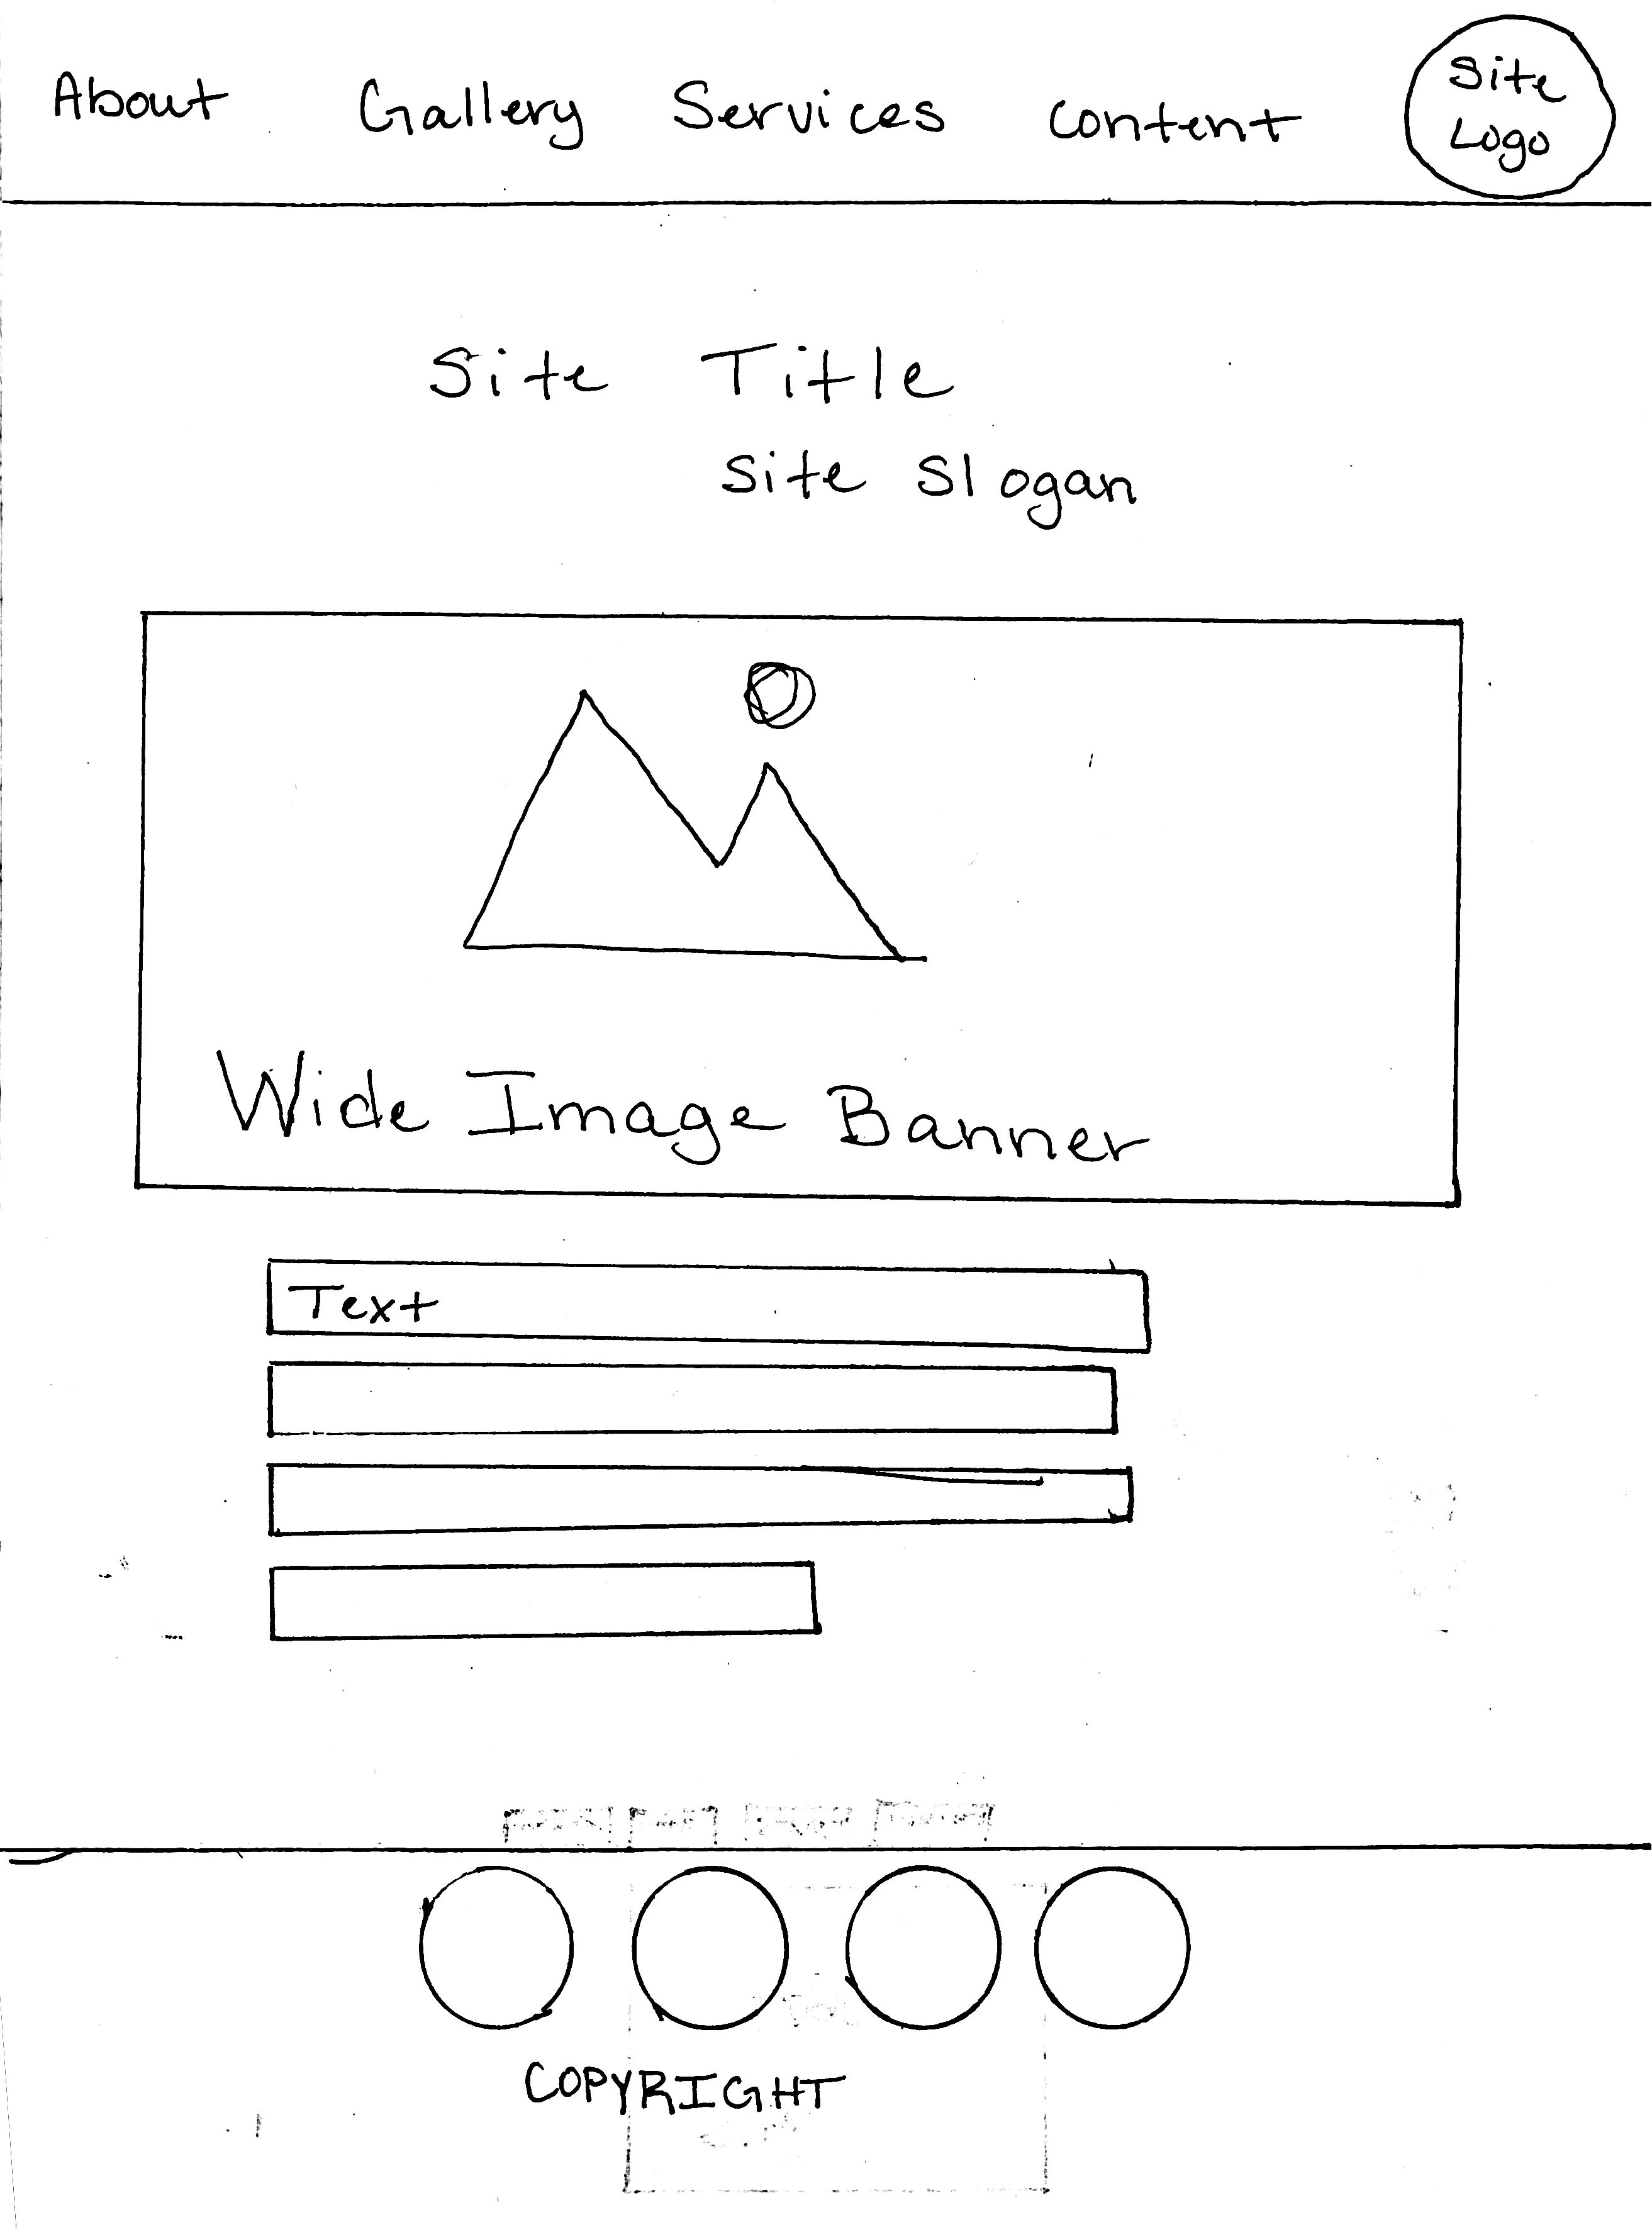 About Gallery Services content
Site
Logo
Site Title
Site Slogan
Wide Image Banner
Text
COPYRIGHT